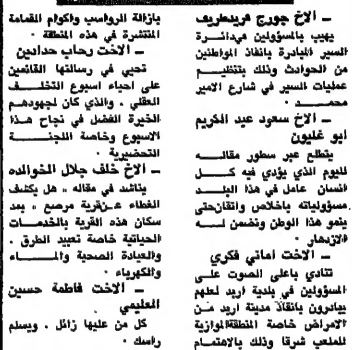 ـ الاخ جورج فريدطريف
يهيب بالمسؤولين في دائرة
السير المبادرة بانقاذ المواطنين
من الحوادث وذلك بتنظيم
عمليات السير في شارع الامير
محمد ·
ـ الاخ سعود عبد الكريم
ابو غليون
يتطلع عبر سطور مقاله
لليوم الذي يؤدي فيه كل
انسان عامل في هذا البلد
مسؤولياته باخلاص واتقان حتى
ينمو هذا الوطن ونضمن له
الازدهار ·
ـ الاخت اماني فكري
تنادي باعلى الصوت على
المسؤولين في بلدية اربد لعلهم
يبادرون بانقاذ مدينة اربد من
الامراض خاصة المنطقة الموازية
للملعب شرقا وذلك بالاهتمام
بازالة الرواسب واكوام القمامة
المنتشرة في هذه المنطقة ·
ـ الاخت رحاب حدادين
تحيي في رسالتها القائمين
على احياء اسبوع التخلف
العقلي ، والذي كان لجهودهم
الخيرة الفضل في نجاح هذا
الاسبوع وخاصة اللجنة
التحضيرية ·
ـ الاخ خلف جلال الخوالده
يناشد في مقاله « هل يكشف
الغطاء عن قرية مرصع » بمد
سكان هذه القرية بالخدمات
الحياتية خاصة تعبيد الطرق ·
والعيادة الصحية والماء
والكهرباء ·
ـ الاخت فاطمة حسين
العليمي
كل من عليها زائل ، ويسلم
راسك ·